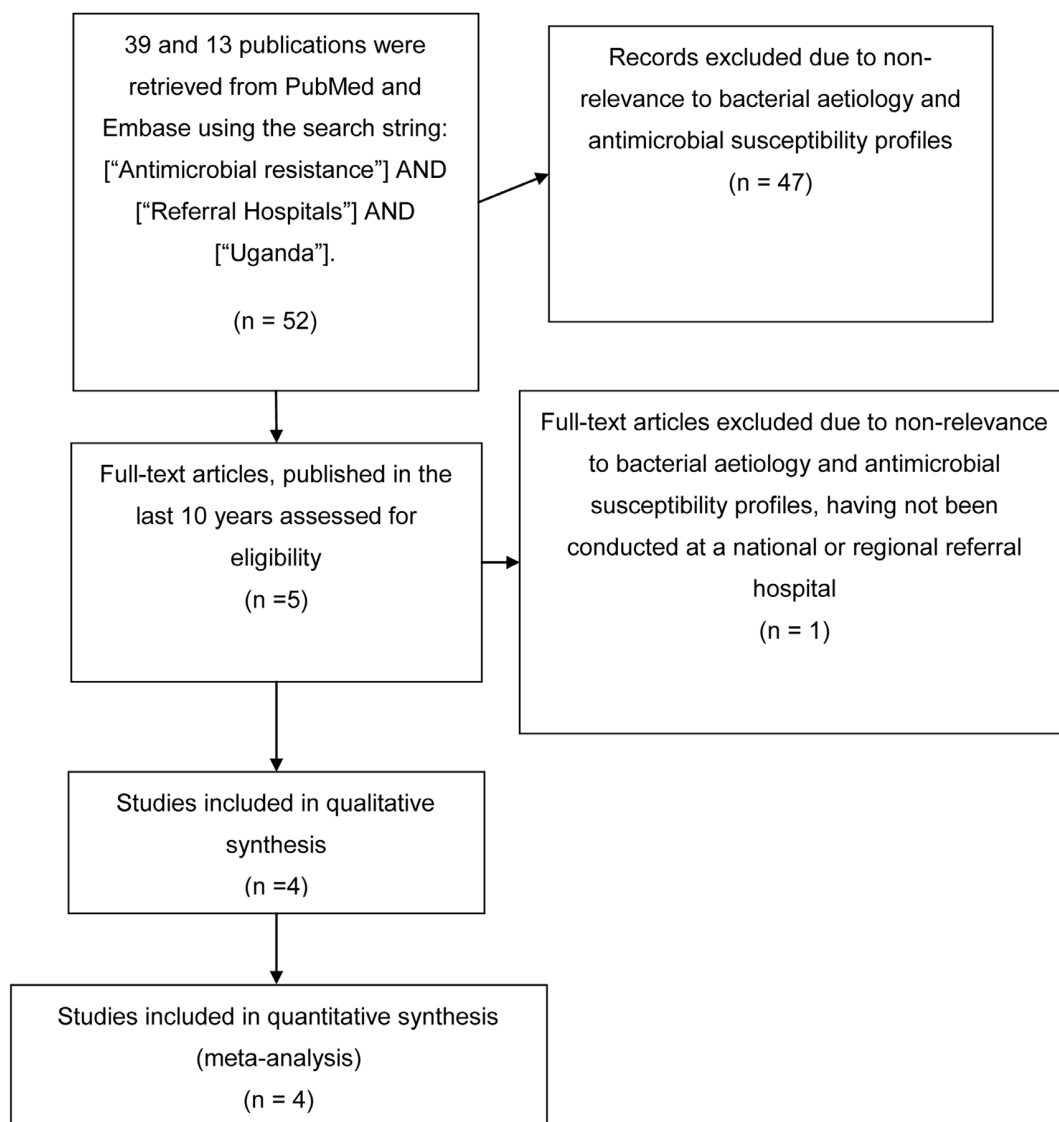 39 and 13 publications were
retrieved from PubMed and
Embase using the search string:
[“Antimicrobial resistance”] AND
[“Referral Hospitals”] AND
[“Uganda”].
(n = 52)
Records excluded due to non-
relevance to bacterial aetiology and
antimicrobial susceptibility profiles
(n = 47)
Full-text articles, published in the
last 10 years assessed for
eligibility
(n =5)
Full-text articles excluded due to non-relevance
to bacterial aetiology and antimicrobial
susceptibility profiles, having not been
conducted at a national or regional referral
hospital
(n = 1)
Studies included in qualitative
synthesis
(n =4)
Studies included in quantitative synthesis
(meta-analysis)
(n = 4)